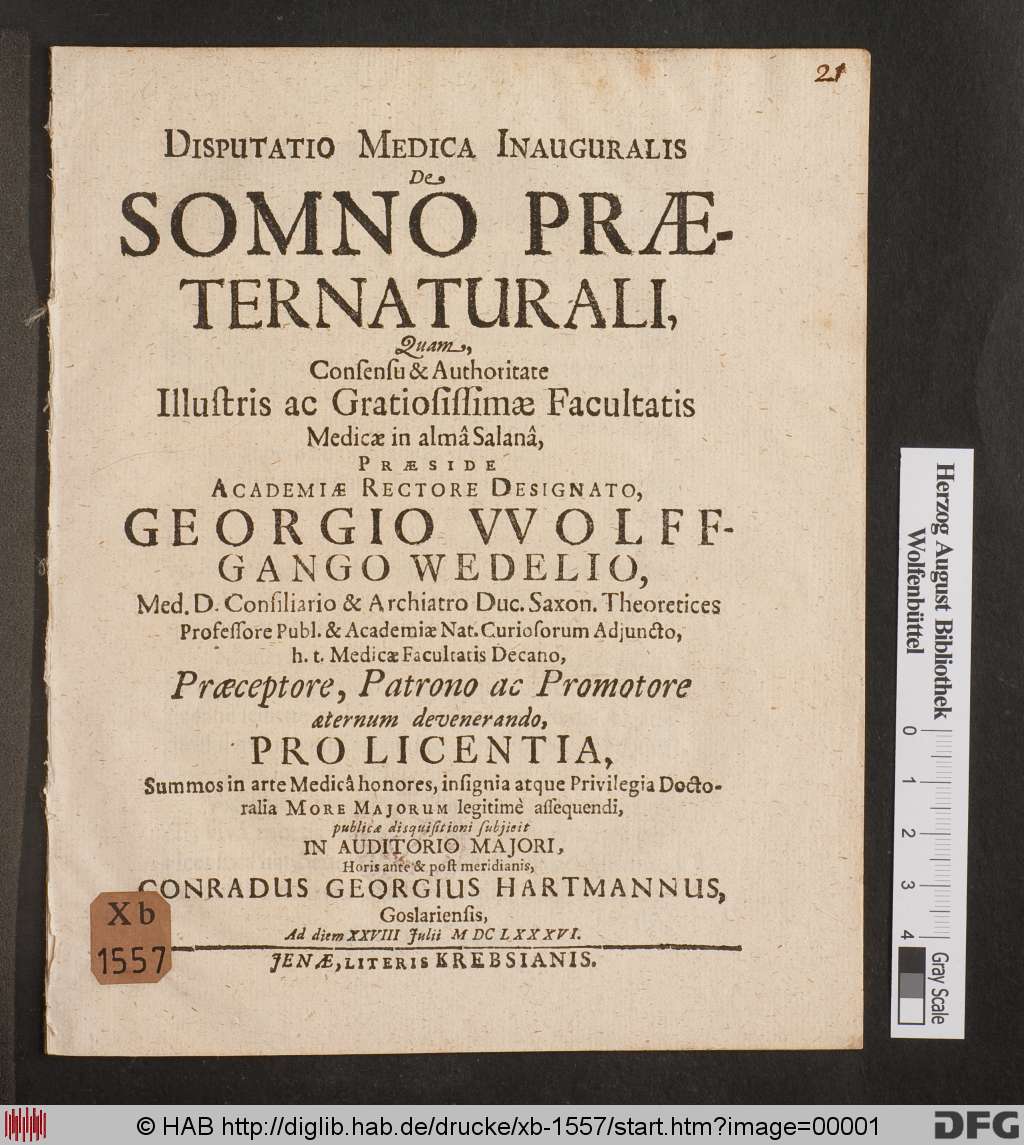 21
DISPUTATIO MEDICA INAUGURALIS
De
SOMNO PRÆ-
TERNATURALI,
Quam,
Conſenſu & Authoritate
Illuſtris ac Gratioſiſſimæ Facultatis
Medicæ in almâ Salanâ,
PRÆSIDE
ACADEMIÆ RECTORE DESIGNATO,
GEORGIO VVOLFF-
GANGO WEDELIO,
Med. D. Conſiliario & Archiatro Duc. Saxon. Theoretices
Profeſſore Publ. & Academiæ Nat. Curioſorum Adjuncto,
h. t. Medicæ Facultatis Decano,
Præceptore, Patrono ac Promotore
æternum devenerando,
PRO LICENTIA,
Summos in arte Medicâ honores, inſignia atque Privilegia Docto-
ralia MORE MAJORUM legitimè aſſequendi,
publicæ disquiſitioni ſubjicit
IN AUDITORIO MAJORI,
Horis ante & poſt meridianis,
CONRADUS GEORGIUS HARTMANNUS,
Goslarienſis,
Ad diem XXVIII Julii M DC LXXXVI.
JENÆ, LITERIS KREBSIANIS.
Xb
1557
Herzog August Bibliothek
Wolfenbüttel
0 1 2 3 4
Gray Scale
© HAB http://diglib.hab.de/drucke/xb-1557/start.htm?image=00001
DFG